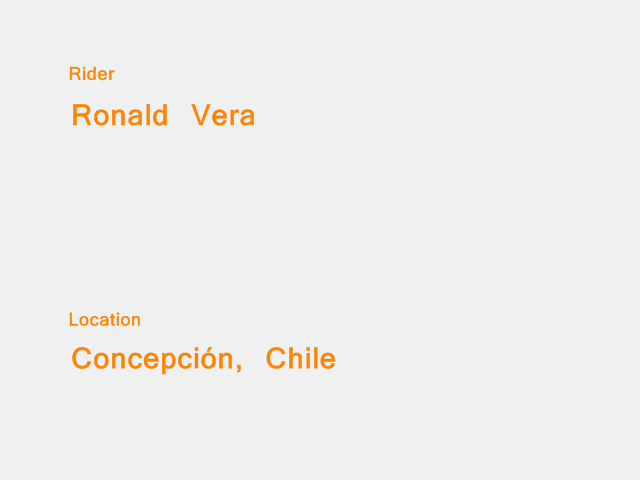 Rider
Ronald Vera
Location
Concepción, Chile